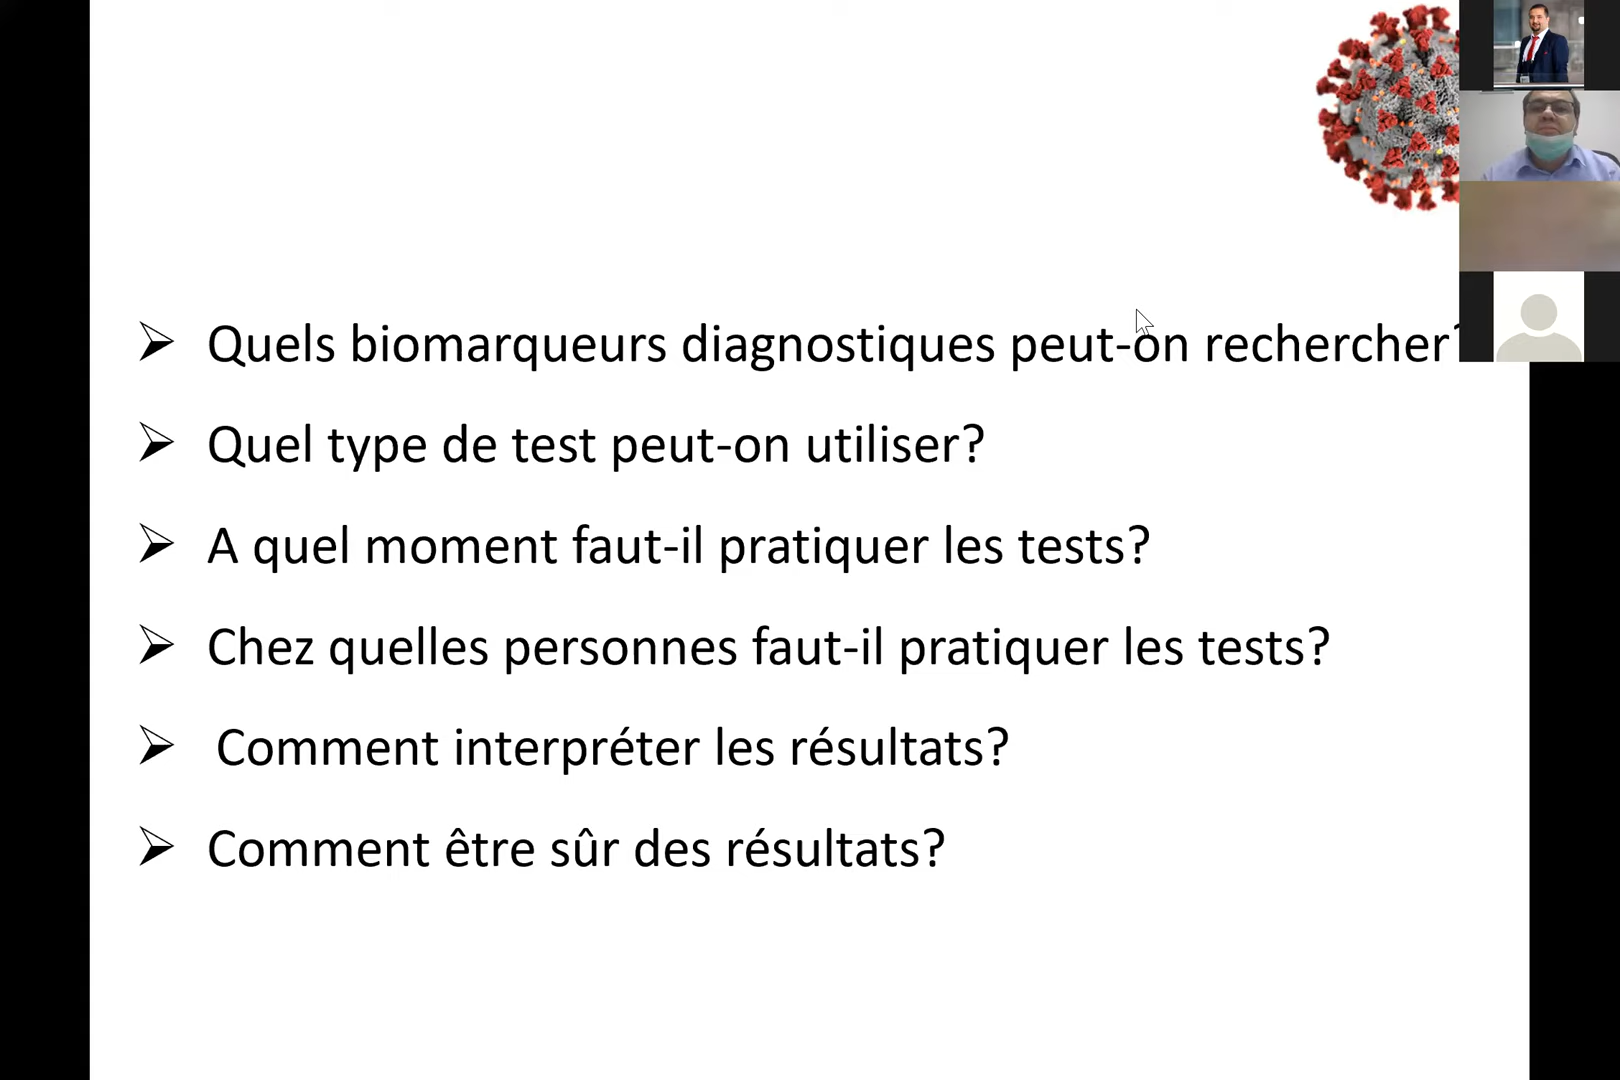 Quels biomarqueurs diagnostiques peut-on rechercher?
Quel type de test peut-on utiliser?
A quel moment faut-il pratiquer les tests?
Chez quelles personnes faut-il pratiquer les tests?
Comment interpréter les résultats?
Comment être sûr des résultats?